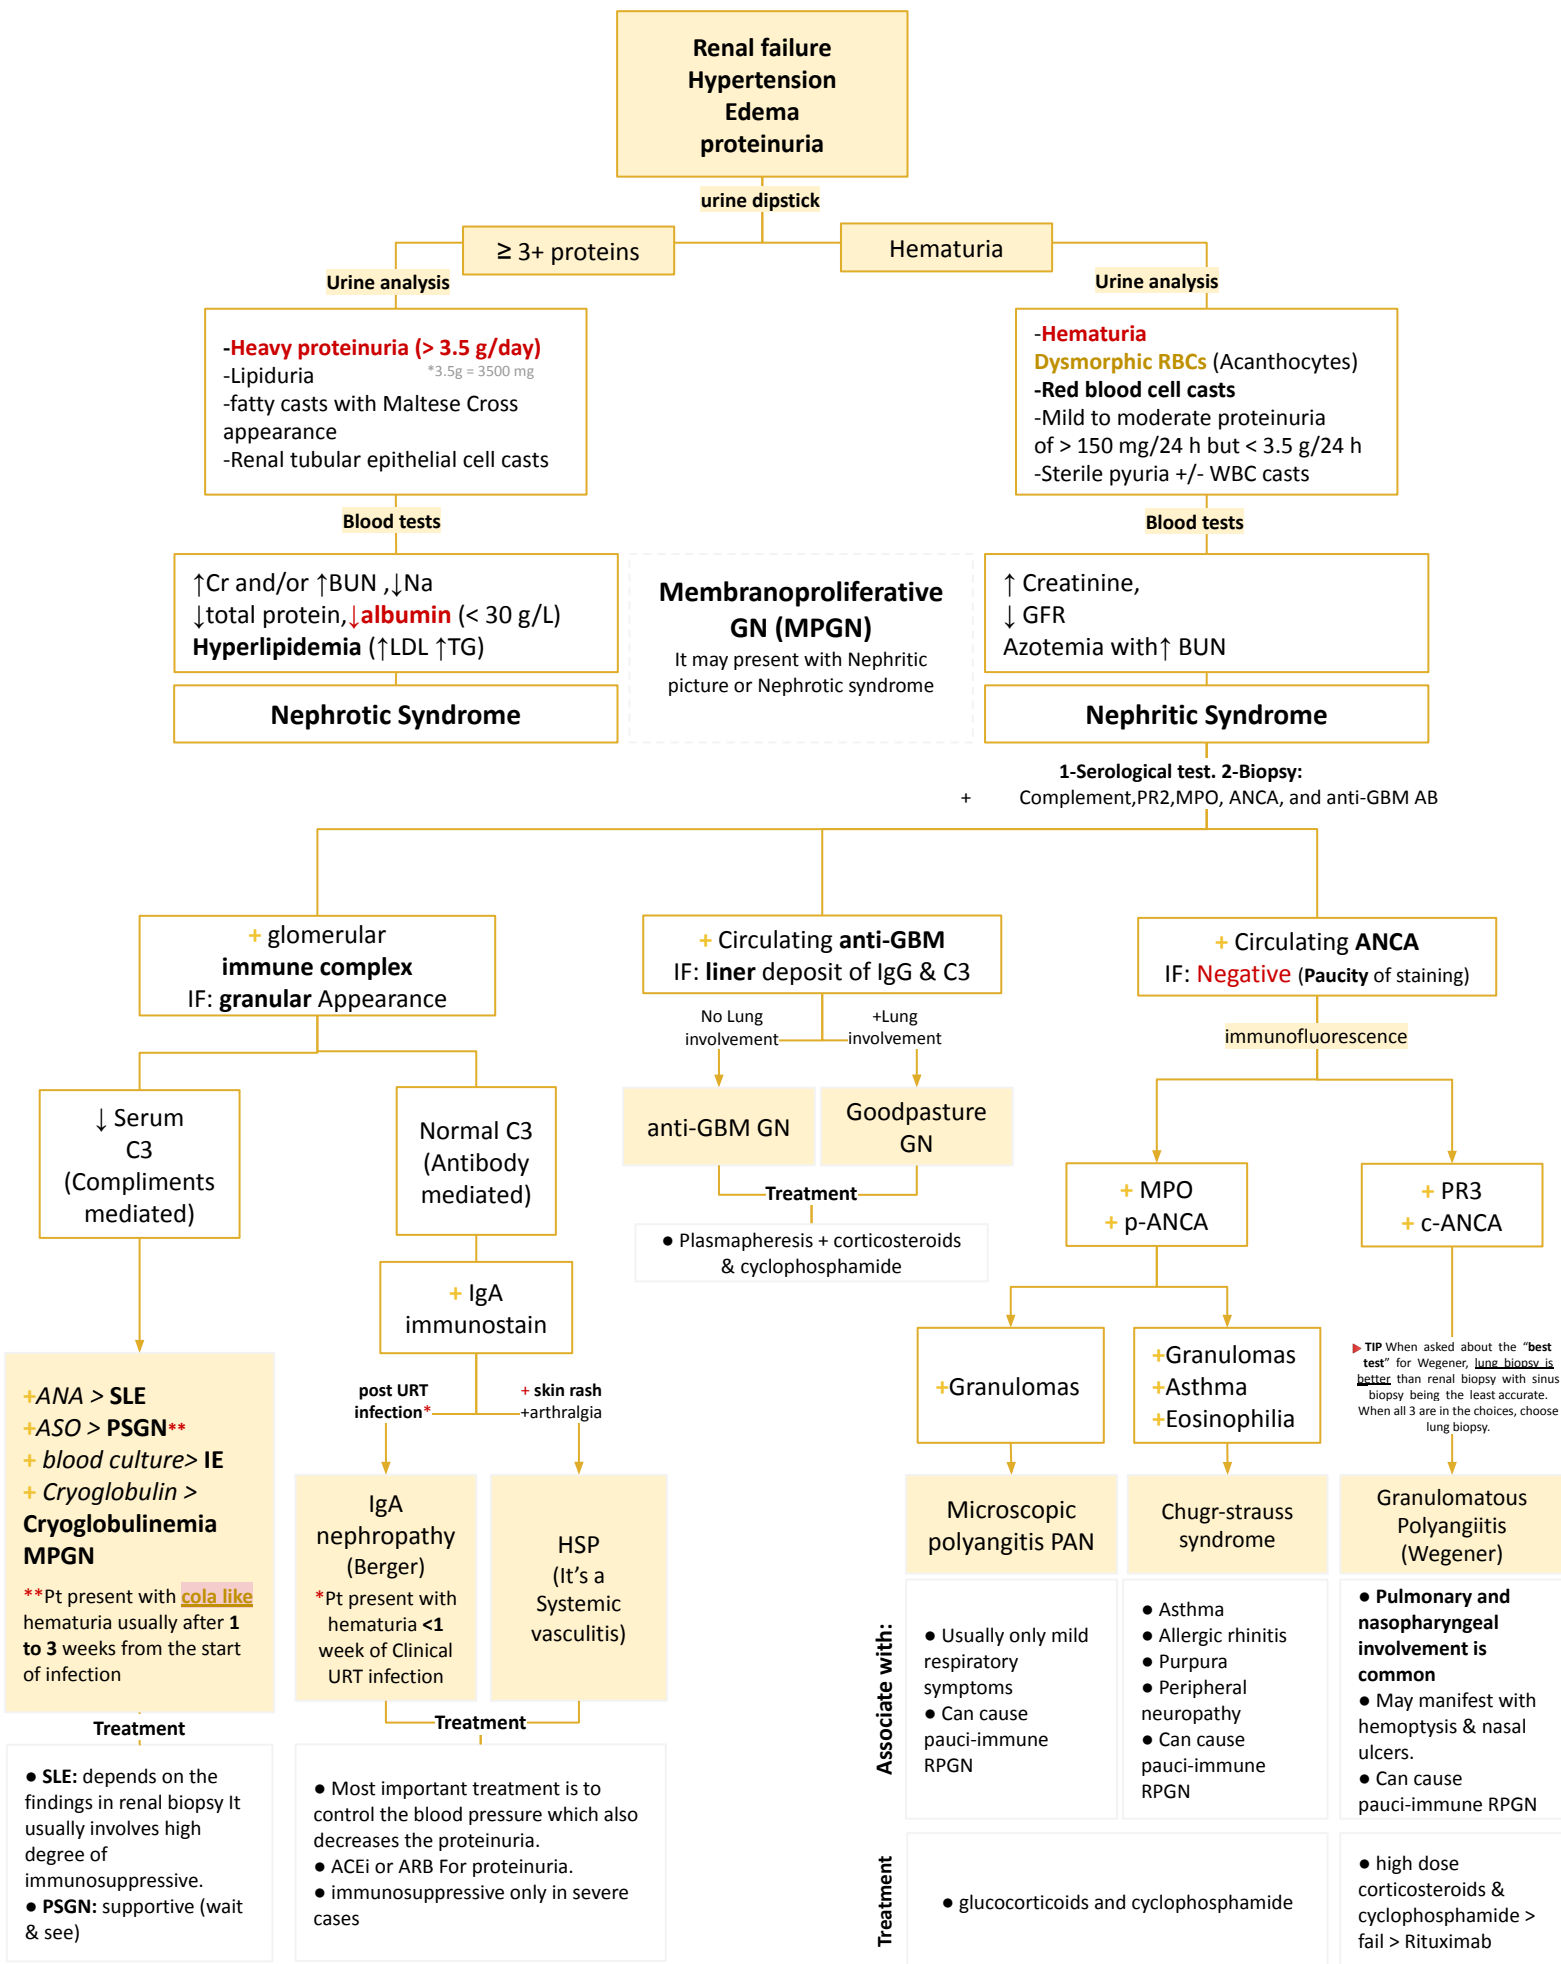 Renal failure
Hypertension
Edema
proteinuria
urine dipstick
≥ 3+ proteins
Hematuria
Urine analysis
Urine analysis
-Heavy proteinuria (> 3.5 g/day)
-Lipiduria *3.5g = 3500 mg
-fatty casts with Maltese Cross
appearance
-Renal tubular epithelial cell casts
-Hematuria
Dysmorphic RBCs (Acanthocytes)
-Red blood cell casts
-Mild to moderate proteinuria
of > 150 mg/24 h but < 3.5 g/24 h
-Sterile pyuria +/- WBC casts
Blood tests
Blood tests
↑Cr and/or ↑BUN ,↓Na
↓total protein,↓albumin (< 30 g/L)
Hyperlipidemia (↑LDL ↑TG)
Nephrotic Syndrome
Membranoproliferative
GN (MPGN)
It may present with Nephritic
picture or Nephrotic syndrome
↑ Creatinine,
↓ GFR
Azotemia with↑ BUN
Nephritic Syndrome
1-Serological test. 2-Biopsy:
+ Complement,PR2,MPO, ANCA, and anti-GBM AB
+ glomerular
immune complex
IF: granular Appearance
+ Circulating anti-GBM
IF: liner deposit of IgG & C3
+ Circulating ANCA
IF: Negative (Paucity of staining)
No Lung
involvement
+Lung
involvement
immunofluorescence
↓ Serum
C3
(Compliments
mediated)
Normal C3
(Antibody
mediated)
anti-GBM GN
Goodpasture
GN
Treatment
● Plasmapheresis + corticosteroids
& cyclophosphamide
+ MPO
+ p-ANCA
+ PR3
+ c-ANCA
+ IgA
immunostain
+Granulomas
+Granulomas
+Asthma
+Eosinophilia
TIP When asked about the “best
test” for Wegener, lung biopsy is
better than renal biopsy with sinus
biopsy being the least accurate.
When all 3 are in the choices, choose
lung biopsy.
post URT
infection*
+ skin rash
+arthralgia
+ANA > SLE
+ASO > PSGN**
+ blood culture> IE
+ Cryoglobulin >
Cryoglobulinemia
MPGN
**Pt present with cola like
hematuria usually after 1
to 3 weeks from the start
of infection
IgA
nephropathy
(Berger)
*Pt present with
hematuria <1
week of Clinical
URT infection
HSP
(It’s a
Systemic
vasculitis)
Microscopic
polyangitis PAN
Chugr-strauss
syndrome
Granulomatous
Polyangiitis
(Wegener)
Associate with:
● Usually only mild
respiratory
symptoms
● Can cause
pauci-immune
RPGN
● Asthma
● Allergic rhinitis
● Purpura
● Peripheral
neuropathy
● Can cause
pauci-immune
RPGN
● Pulmonary and
nasopharyngeal
involvement is
common
● May manifest with
hemoptysis & nasal
ulcers.
● Can cause
pauci-immune RPGN
Treatment
● SLE: depends on the
findings in renal biopsy It
usually involves high
degree of
immunosuppressive.
● PSGN: supportive (wait
& see)
Treatment
● Most important treatment is to
control the blood pressure which also
decreases the proteinuria.
● ACEi or ARB For proteinuria.
● immunosuppressive only in severe
cases
Treatment
● glucocorticoids and cyclophosphamide
● high dose
corticosteroids &
cyclophosphamide >
fail > Rituximab